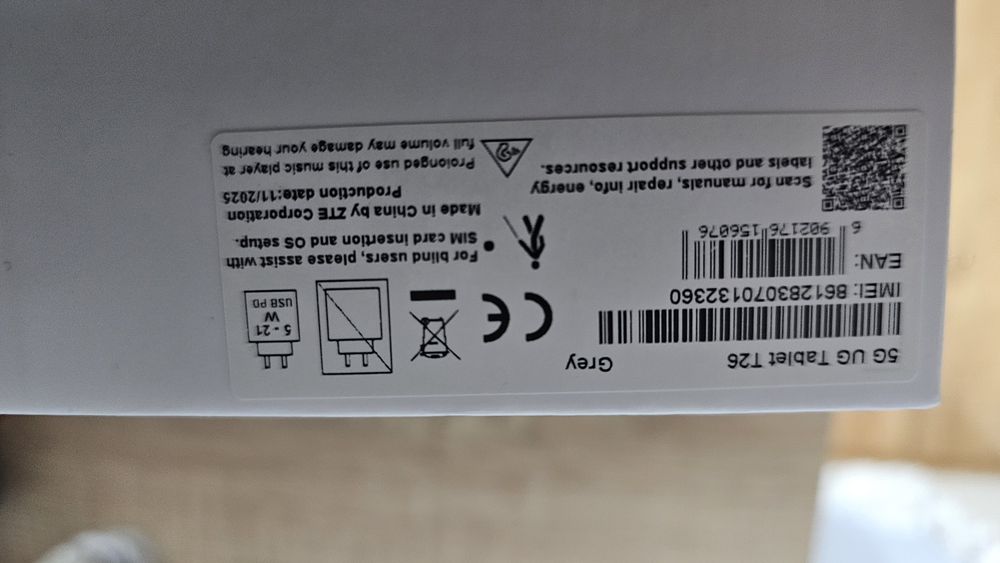 5G UG Tablet T26 Grey
IMEI: 861283070132360
EAN:
6 902176 156076
Scan for manuals, repair info, energy
labels and other support resources.
CE
5 - 21
W
USB PD
For blind users, please assist with
SIM card insertion and OS setup.
Made in China by ZTE Corporation
Production date:11/2025
Prolonged use of this music player at
full volume may damage your hearing